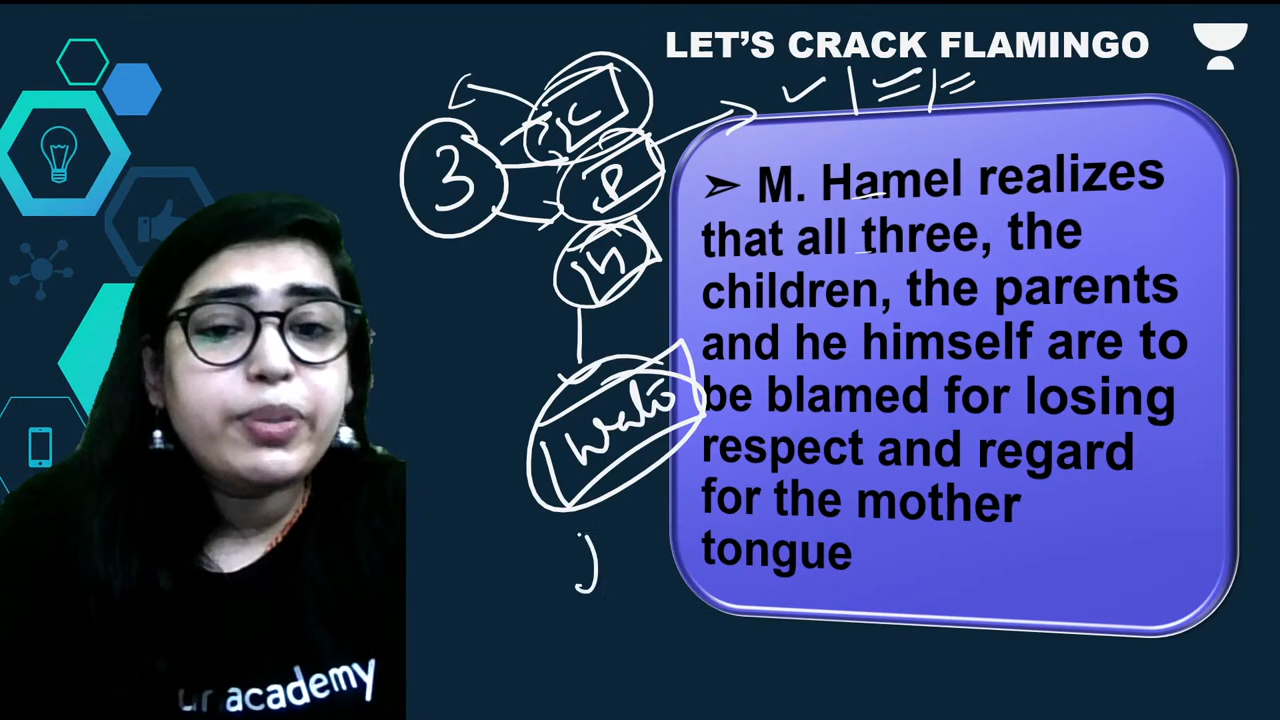 LET'S CRACK FLAMINGO
3
P
➢ M. Hamel realizes
that all three, the
children, the parents
and he himself are to
be blamed for losing
respect and regard
for the mother
tongue
academy